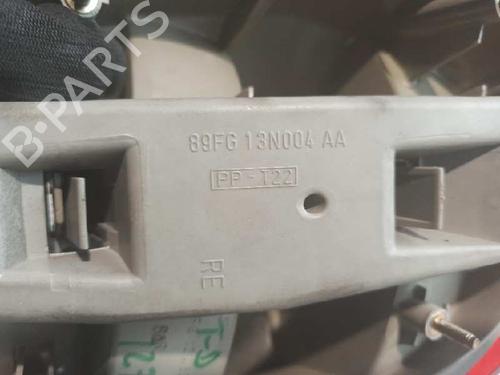 B-PARTS
89FG 13N004 AA
PP-T22
RE